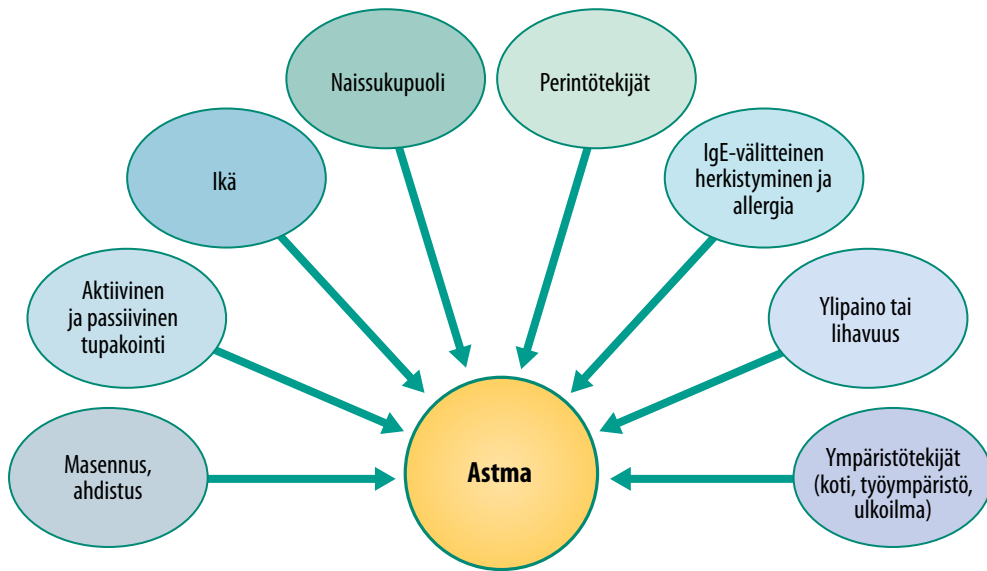 Naissukupuoli
Perintötekijät
Ikä
IgE-välitteinen
herkistyminen ja
allergia
Aktiivinen
ja passiivinen
tupakointi
Ylipaino tai
lihavuus
Masennus,
ahdistus
Astma
Ympäristötekijät
(koti, työympäristö,
ulkoilma)